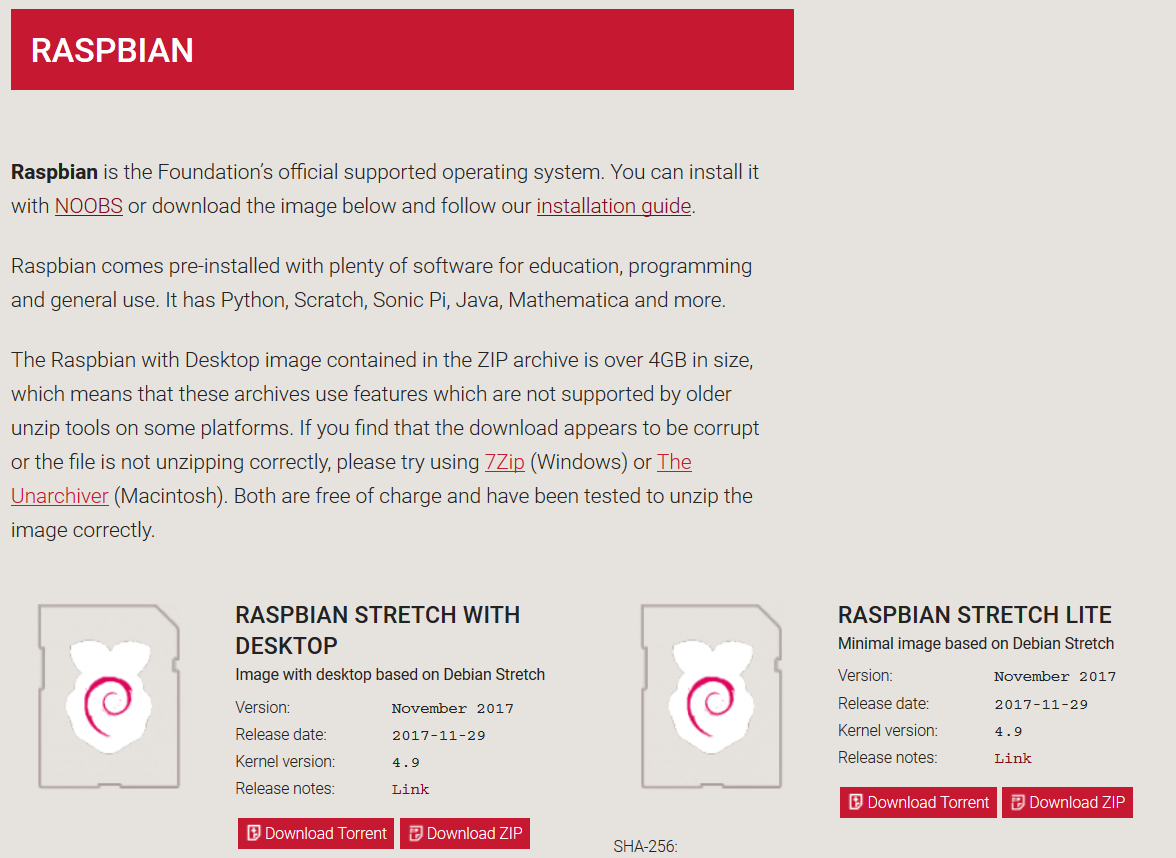 RASPBIAN
Raspbian is the Foundation’s official supported operating system. You can install it
with NOOBS or download the image below and follow our installation guide.
Raspbian comes pre-installed with plenty of software for education, programming
and general use. It has Python, Scratch, Sonic Pi, Java, Mathematica and more.
The Raspbian with Desktop image contained in the ZIP archive is over 4GB in size,
which means that these archives use features which are not supported by older
unzip tools on some platforms. If you find that the download appears to be corrupt
or the file is not unzipping correctly, please try using 7Zip (Windows) or The
Unarchiver (Macintosh). Both are free of charge and have been tested to unzip the
image correctly.
RASPBIAN STRETCH WITH
DESKTOP
Image with desktop based on Debian Stretch
Version: November 2017
Release date: 2017-11-29
Kernel version: 4.9
Release notes: Link
Download Torrent Download ZIP
RASPBIAN STRETCH LITE
Minimal image based on Debian Stretch
Version: November 2017
Release date: 2017-11-29
Kernel version: 4.9
Release notes: Link
Download Torrent Download ZIP
SHA-256: